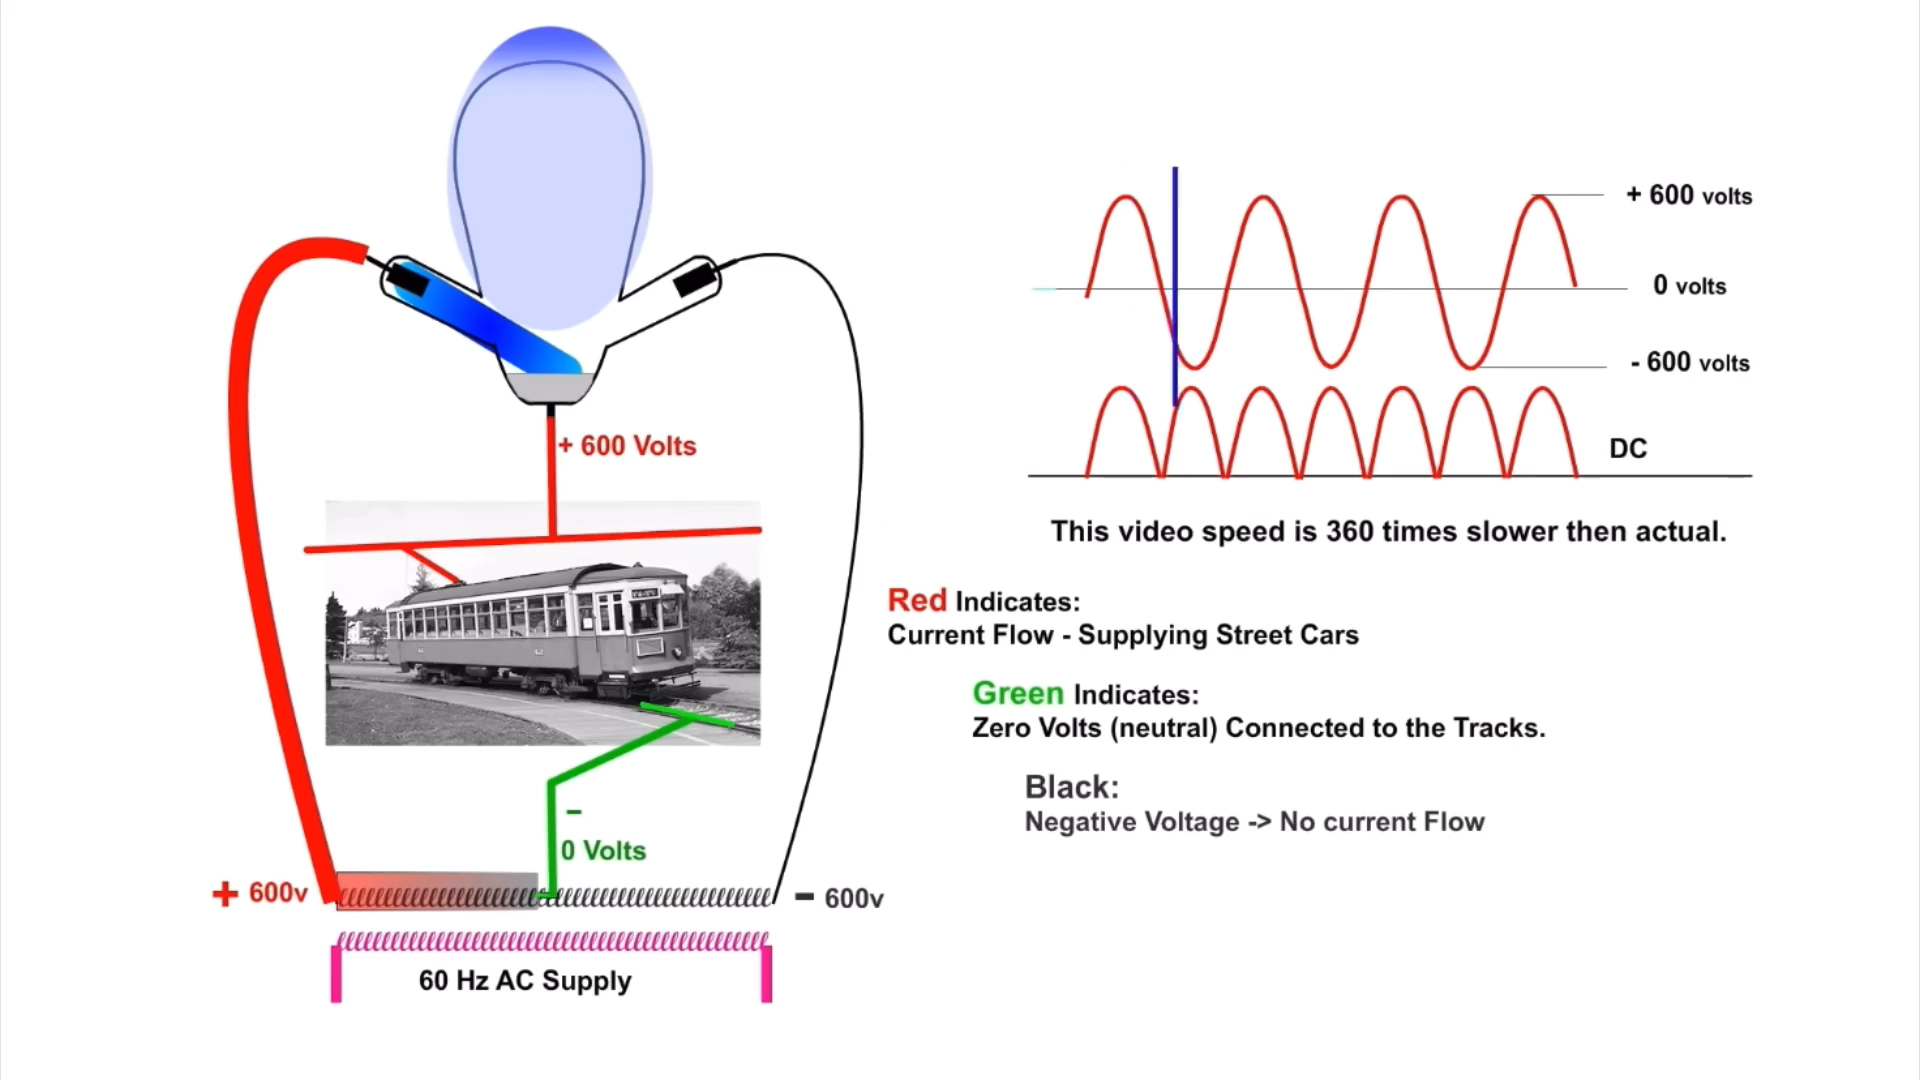 + 600 volts
0 volts
- 600 volts
DC
This video speed is 360 times slower then actual.
+ 600 Volts
Red Indicates:
Current Flow - Supplying Street Cars
Green Indicates:
Zero Volts (neutral) Connected to the Tracks.
Black:
Negative Voltage -> No current Flow
–
0 Volts
+ 600v
- 600v
60 Hz AC Supply